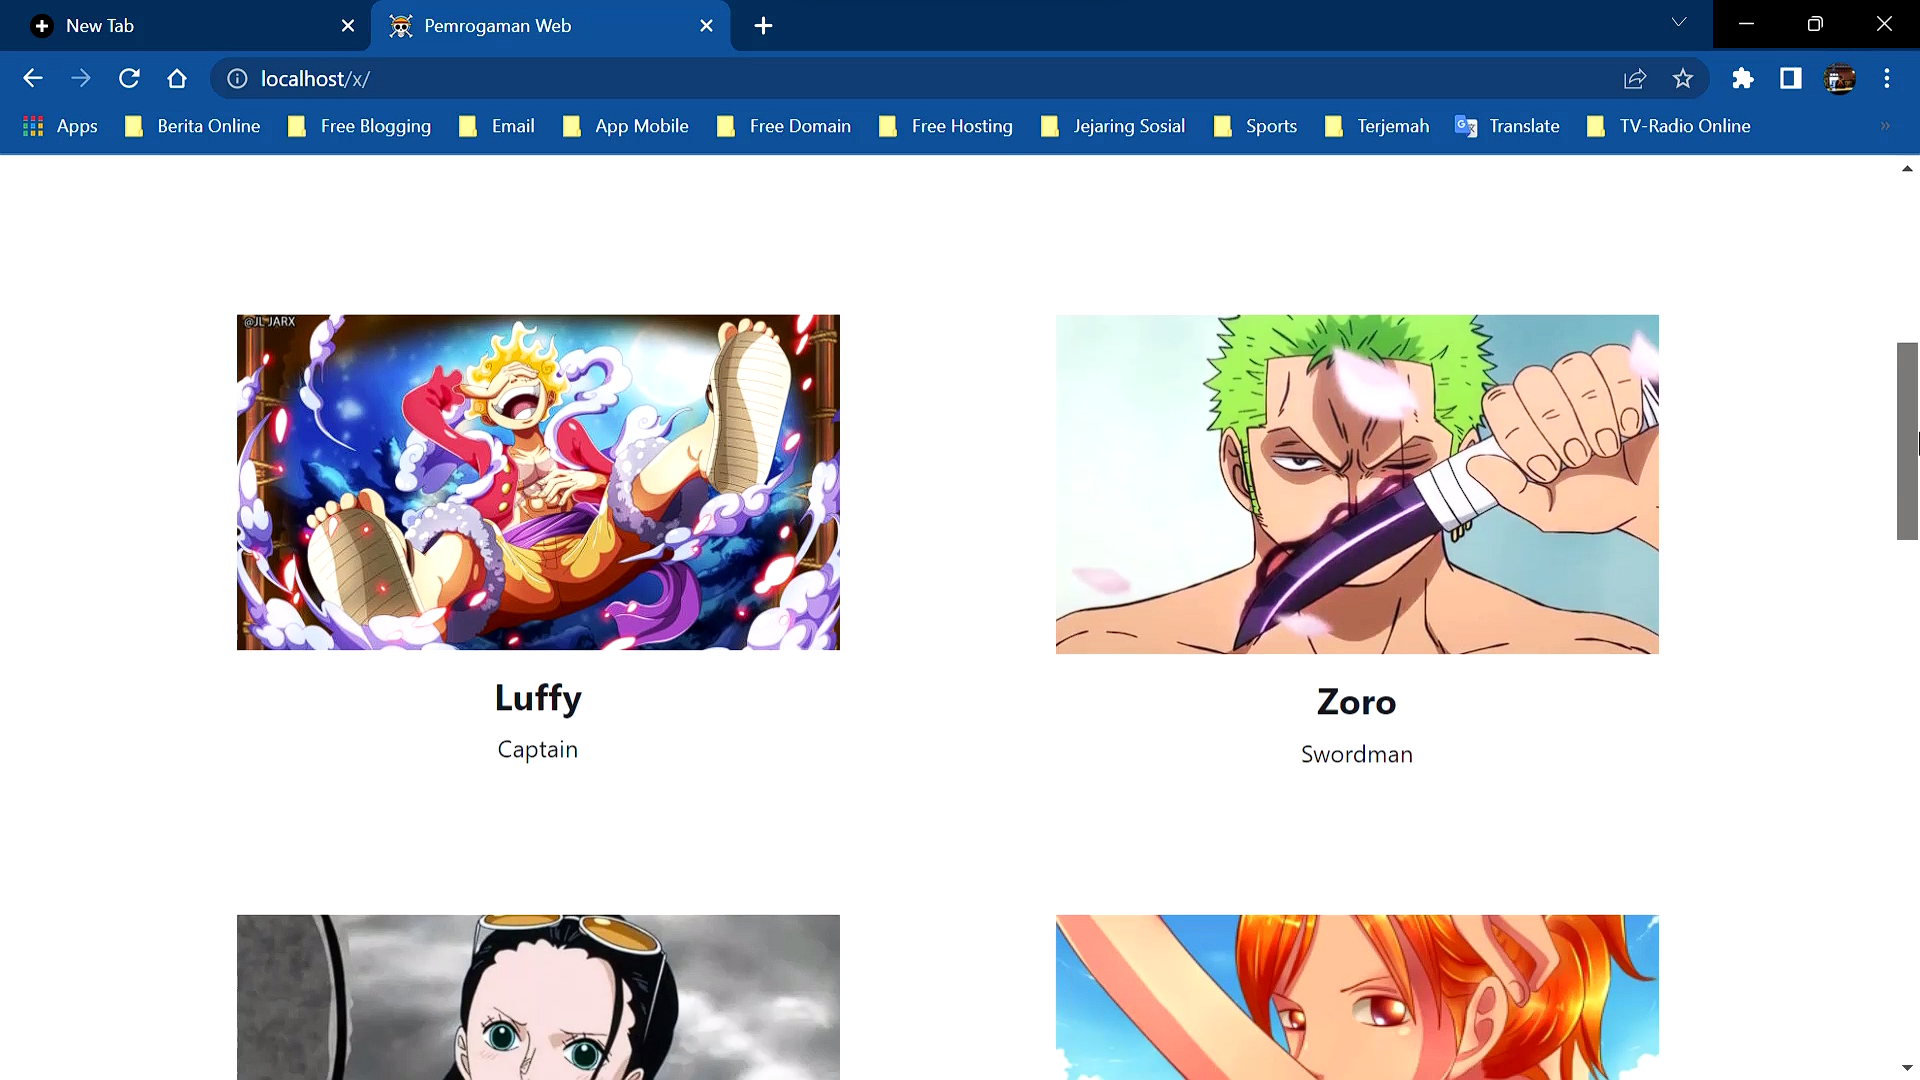 New Tab
Pemrogaman Web
localhost/x/
Apps Berita Online Free Blogging Email App Mobile Free Domain Free Hosting Jejaring Sosial Sports Terjemah Translate TV-Radio Online »
@JL JARX
Luffy
Captain
Zoro
Swordman